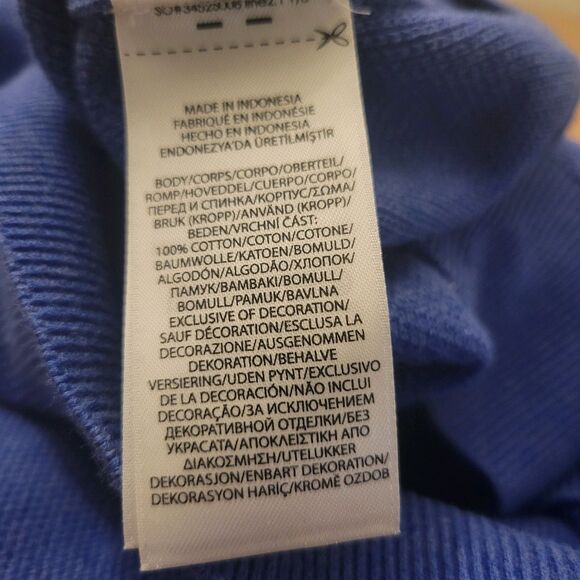 MADE IN INDONESIA
FABRIQUÉ EN INDONÉSIE
HECHO EN INDONESIA
ENDONEZYA'DA ÜRETİLMİŞTİR
BODY/CORPS/CORPO/OBERTEIL/
ROMP/HOVEDDEL/CUERPO/CORPO/
ПЕРЕД И СПИНКА/КОРПУС/ΣΩΜΑ/
BRUK (KROPP)/ANVÄND (KROPP)/
BEDEN/VRCHNÍ ČÁST:
100% COTTON/COTON/COTONE/
BAUMWOLLE/KATOEN/BOMULD/
ALGODÓN/ALGODÃO/ХЛОПОК/
ПАМУК/ΒΑΜΒΑΚΙ/BOMULL/
BOMULL/PAMUK/BAVLNA
EXCLUSIVE OF DECORATION/
SAUF DÉCORATION/ESCLUSA LA
DECORAZIONE/AUSGENOMMEN
DEKORATION/BEHALVE
VERSIERING/UDEN PYNT/EXCLUSIVO
DE LA DECORACIÓN/NÃO INCLUI
DECORAÇÃO/ЗА ИСКЛЮЧЕНИЕМ
ДЕКОРАТИВНОЙ ОТДЕЛКИ/БЕЗ
УКРАСАТА/ΑΠΟΚΛΕΙΣΤΙΚΗ ΑΠΟ
ΔΙΑΚΟΣΜΗΣΗ/UTELUKKER
DEKORASJON/ENBART DEKORATION/
DEKORASYON HARİÇ/KROMĚ OZDOB